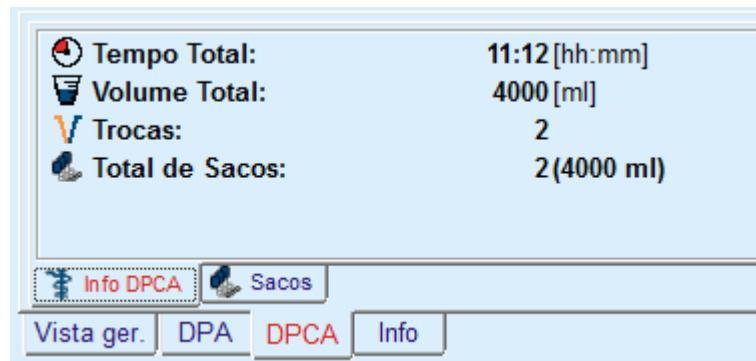 Tempo Total: 11:12 [hh:mm]
Volume Total: 4000 [ml]
Trocas: 2
Total de Sacos: 2 (4000 ml)
Info DPCA Sacos
Vista ger. DPA DPCA Info